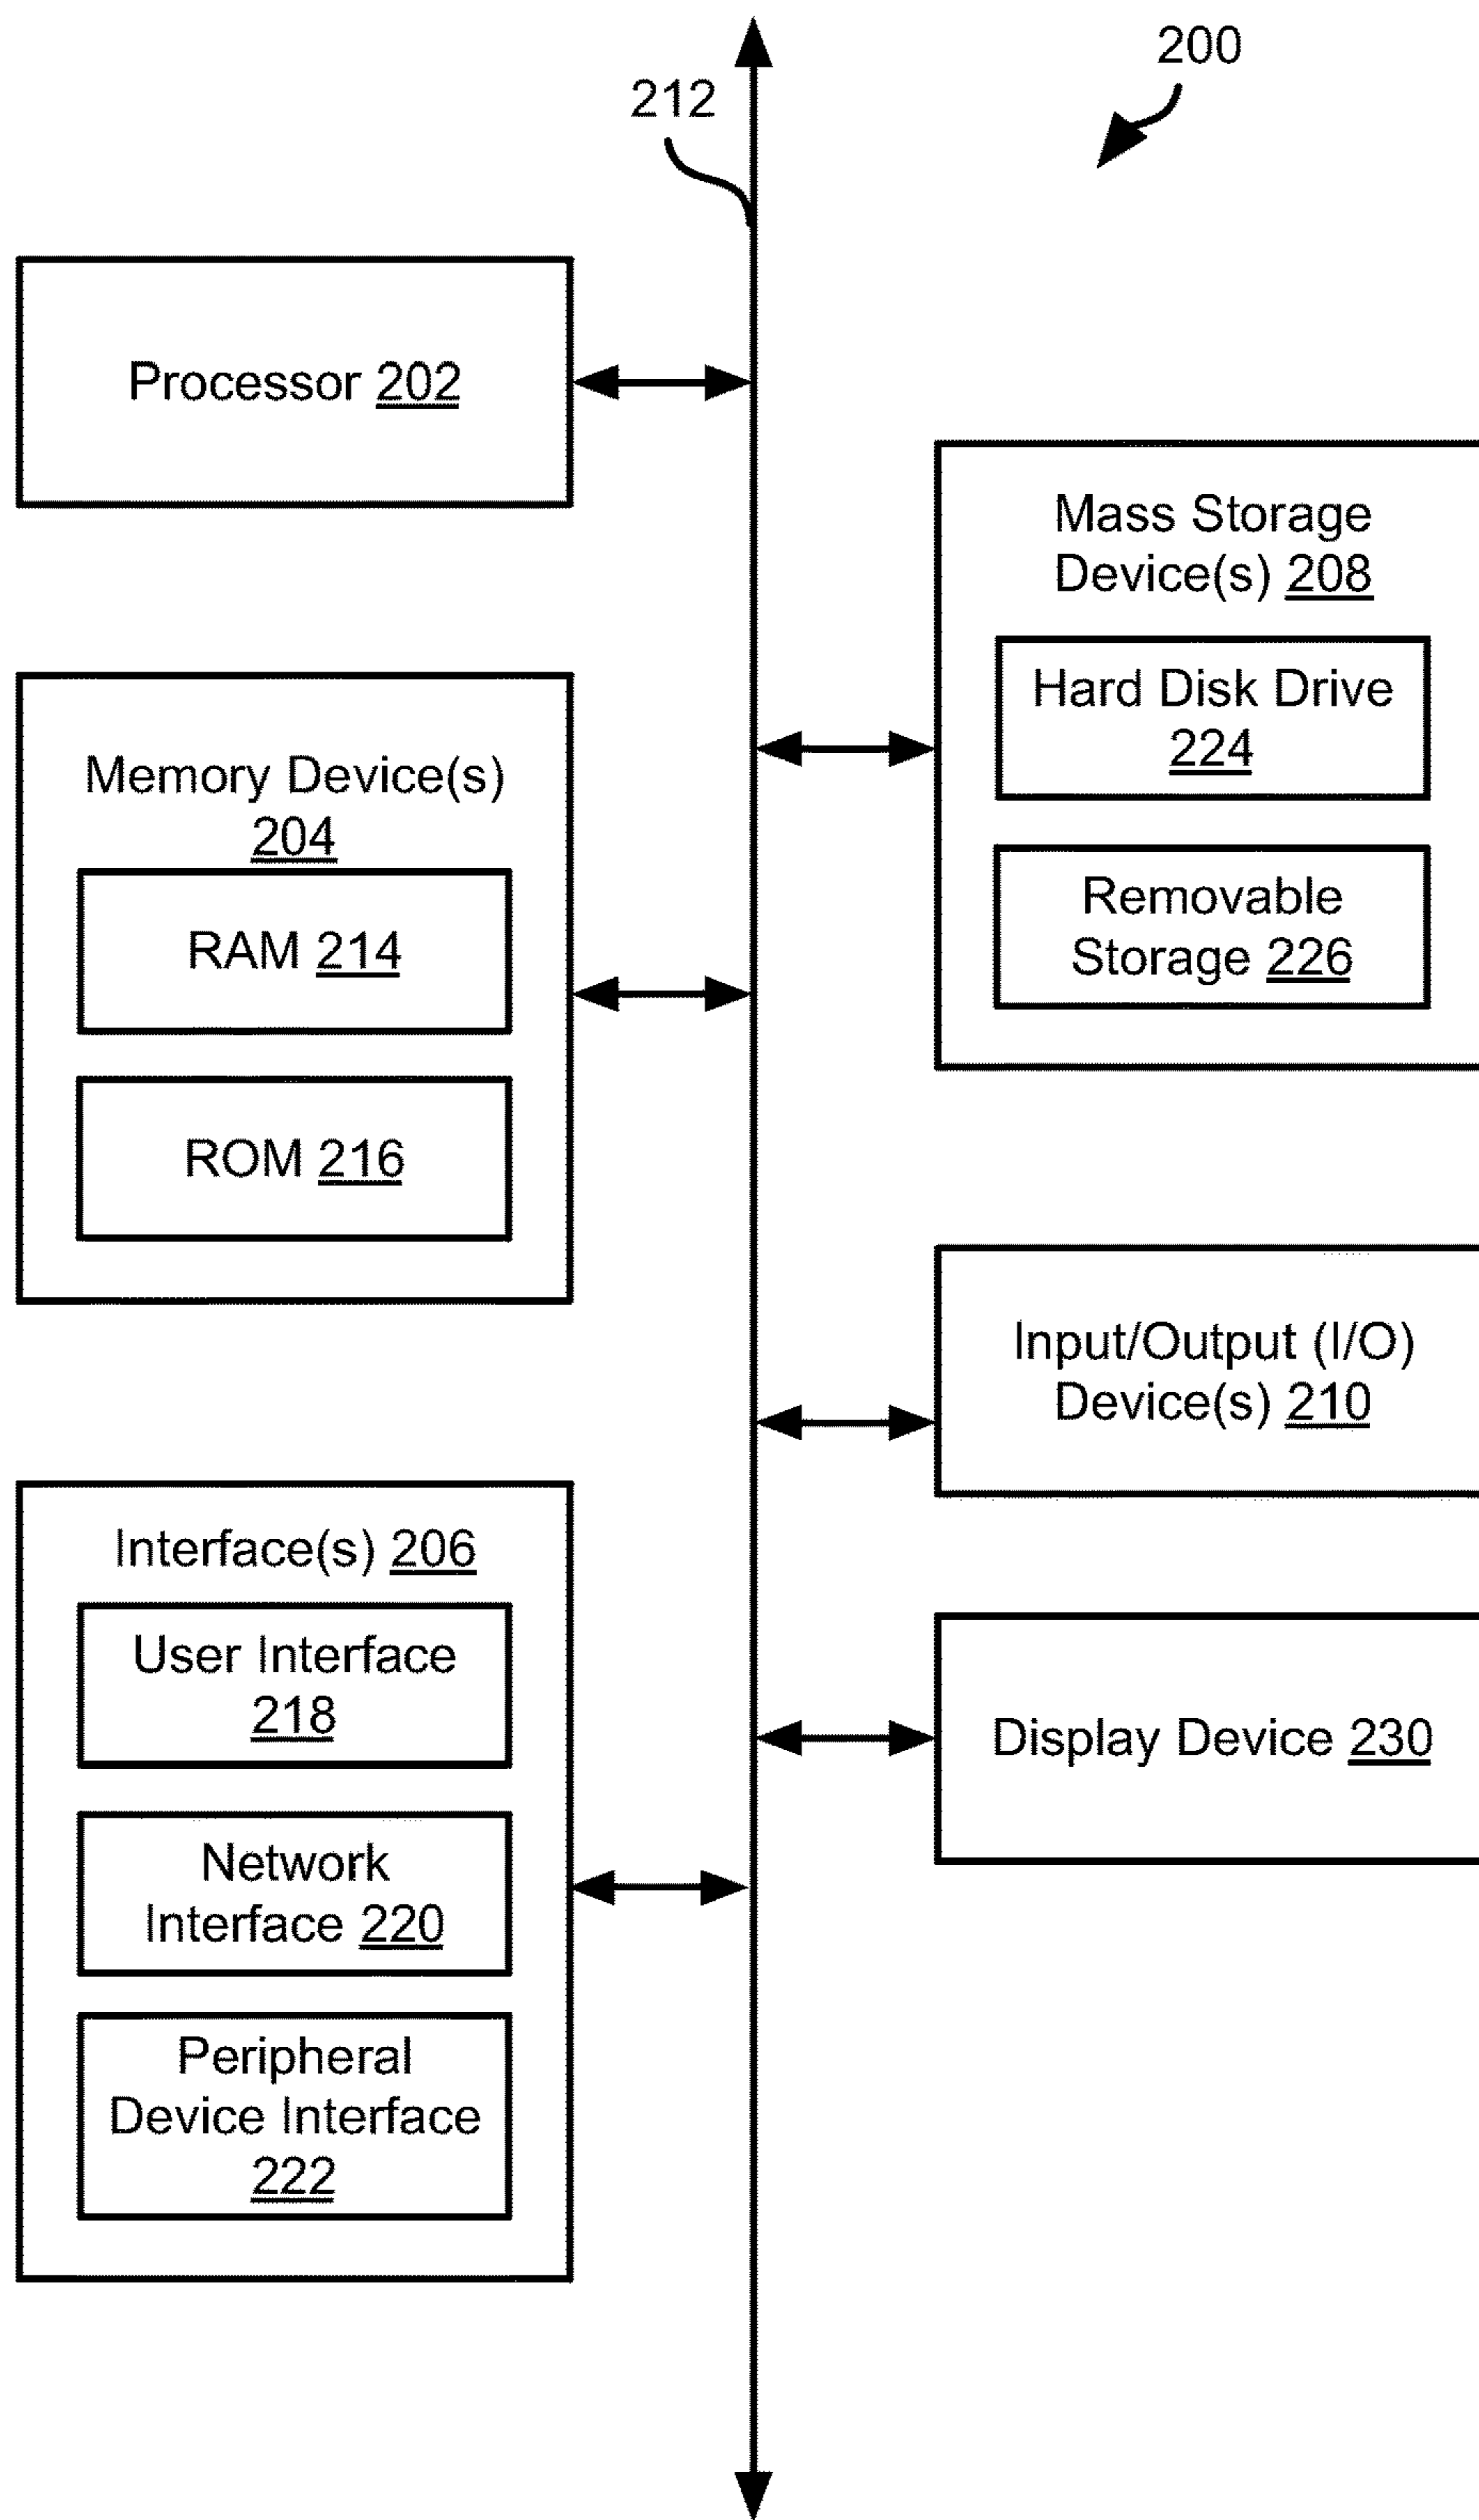 200
212
Processor 202
Mass Storage
Device(s) 208
Hard Disk Drive
224
Removable
Storage 226
Memory Device(s)
204
RAM 214
ROM 216
Input/Output (I/O)
Device(s) 210
Interface(s) 206
User Interface
218
Network
Interface 220
Peripheral
Device Interface
222
Display Device 230